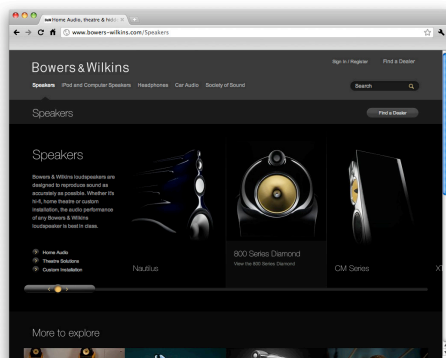 Home Audio, theatre & hidd
www.bowers-wilkins.com/Speakers
Sign In / Register
Find a Dealer
Bowers & Wilkins
Speakers
iPod and Computer Speakers
Headphones
Car Audio
Society of Sound
Search
Speakers
Find a Dealer
Speakers
Bowers & Wilkins loudspeakers are
designed to reproduce sound as
accurately as possible. Whether it's
hi-fi, home theatre or custom
installation, the audio performance
of any Bowers & Wilkins
loudspeaker is best in class.
Home Audio
Theatre Solutions
Custom Installation
Nautilus
800 Series Diamond
View the 800 Series Diamond
CM Series
More to explore